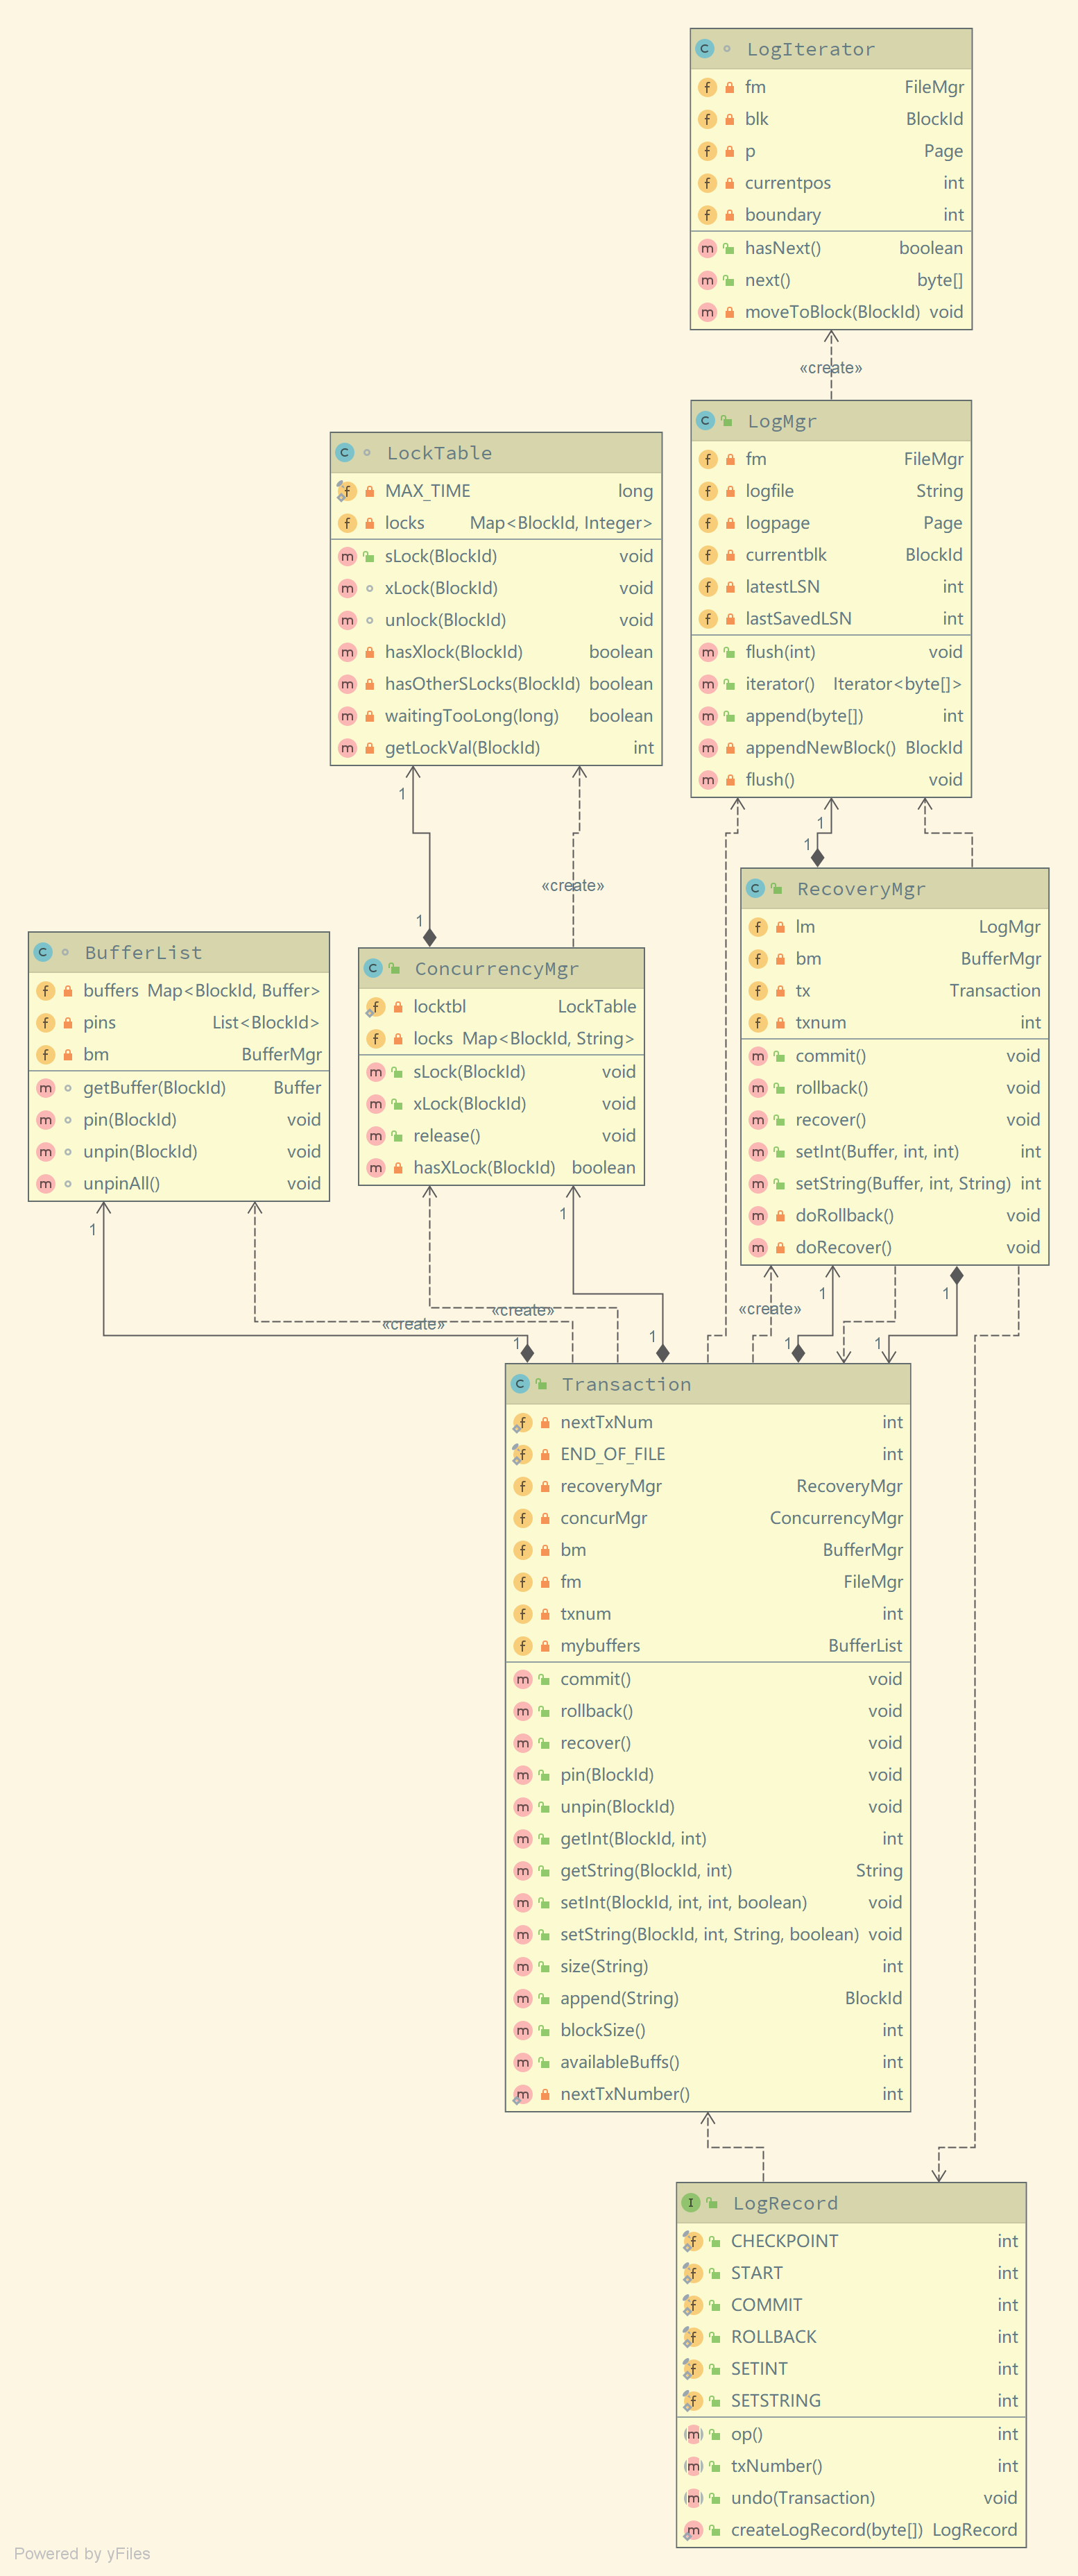 LogIterator
fm FileMgr
blk BlockId
p Page
currentpos int
boundary int
hasNext() boolean
next() byte[]
moveToBlock(BlockId) void
«create»
LogMgr
fm FileMgr
logfile String
logpage Page
currentblk BlockId
latestLSN int
lastSavedLSN int
flush(int) void
iterator() Iterator<byte[]>
append(byte[]) int
appendNewBlock() BlockId
flush() void
LockTable
MAX_TIME long
locks Map<BlockId, Integer>
sLock(BlockId) void
xLock(BlockId) void
unlock(BlockId) void
hasXlock(BlockId) boolean
hasOtherSLocks(BlockId) boolean
waitingTooLong(long) boolean
getLockVal(BlockId) int
1
1
1
«create»
1
RecoveryMgr
lm LogMgr
bm BufferMgr
tx Transaction
txnum int
commit() void
rollback() void
recover() void
setInt(Buffer, int, int) int
setString(Buffer, int, String) int
doRollback() void
doRecover() void
BufferList
buffers Map<BlockId, Buffer>
pins List<BlockId>
bm BufferMgr
getBuffer(BlockId) Buffer
pin(BlockId) void
unpin(BlockId) void
unpinAll() void
ConcurrencyMgr
locktbl LockTable
locks Map<BlockId, String>
sLock(BlockId) void
xLock(BlockId) void
release() void
hasXLock(BlockId) boolean
1
1
1
1
«create»
«create»
«create»
1
1
1
1
Transaction
nextTxNum int
END_OF_FILE int
recoveryMgr RecoveryMgr
concurMgr ConcurrencyMgr
bm BufferMgr
fm FileMgr
txnum int
mybuffers BufferList
commit() void
rollback() void
recover() void
pin(BlockId) void
unpin(BlockId) void
getInt(BlockId, int) int
getString(BlockId, int) String
setInt(BlockId, int, int, boolean) void
setString(BlockId, int, String, boolean) void
size(String) int
append(String) BlockId
blockSize() int
availableBuffs() int
nextTxNumber() int
LogRecord
CHECKPOINT int
START int
COMMIT int
ROLLBACK int
SETINT int
SETSTRING int
op() int
txNumber() int
undo(Transaction) void
createLogRecord(byte[]) LogRecord
Powered by yFiles